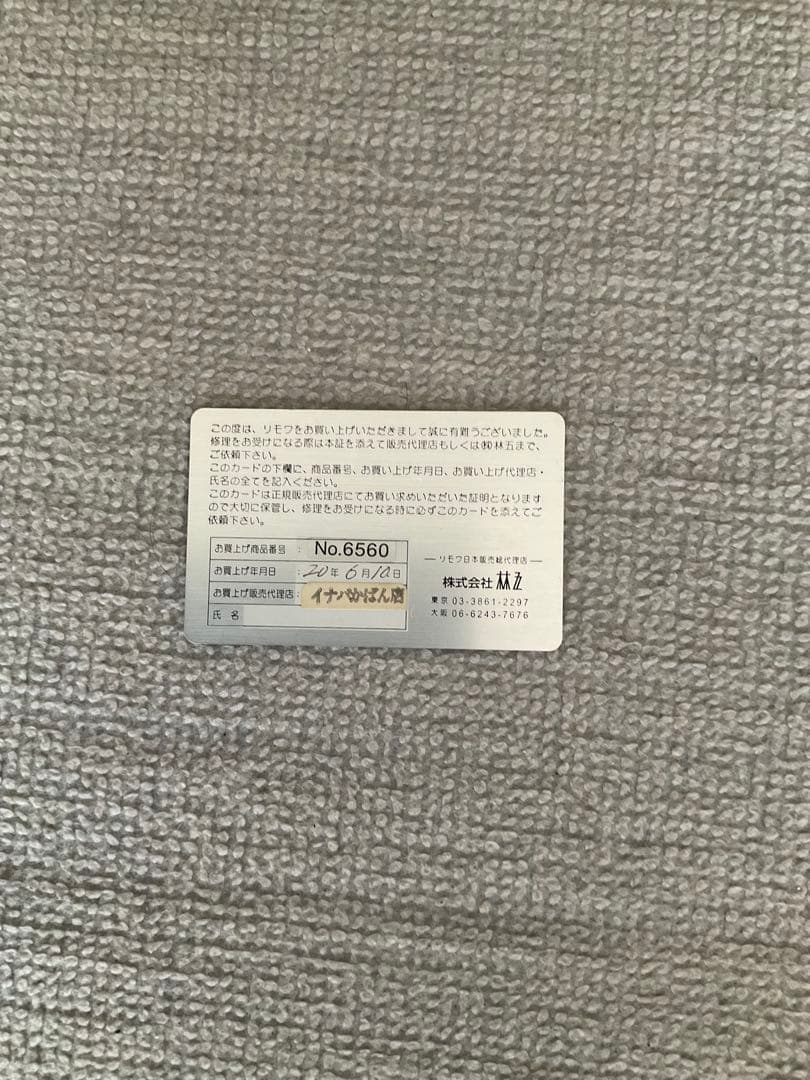 この度は、リモワをお買い上げいただきまして誠に有難うございました。
修理をお受けになる際は本証を添えて販売代理店もしくは㈱林五まで、
ご依頼下さい。
このカードの下欄に、商品番号、お買い上げ年月日、お買い上げ代理店・
氏名の全てを記入ください。
このカードは正規販売代理店にてお買い求めいただいた証明となります
ので大切に保管し、修理をお受けになる時に必ずこのカードを添えてご
依頼下さい。
お買上げ商品番号 : No.6560
お買上げ年月日 : 20年6月10日
お買上げ販売代理店 : イナバかばん店
氏 名
リモワ日本販売総代理店
株式会社 林五
東京 03-3861-2297
大阪 06-6243-7676